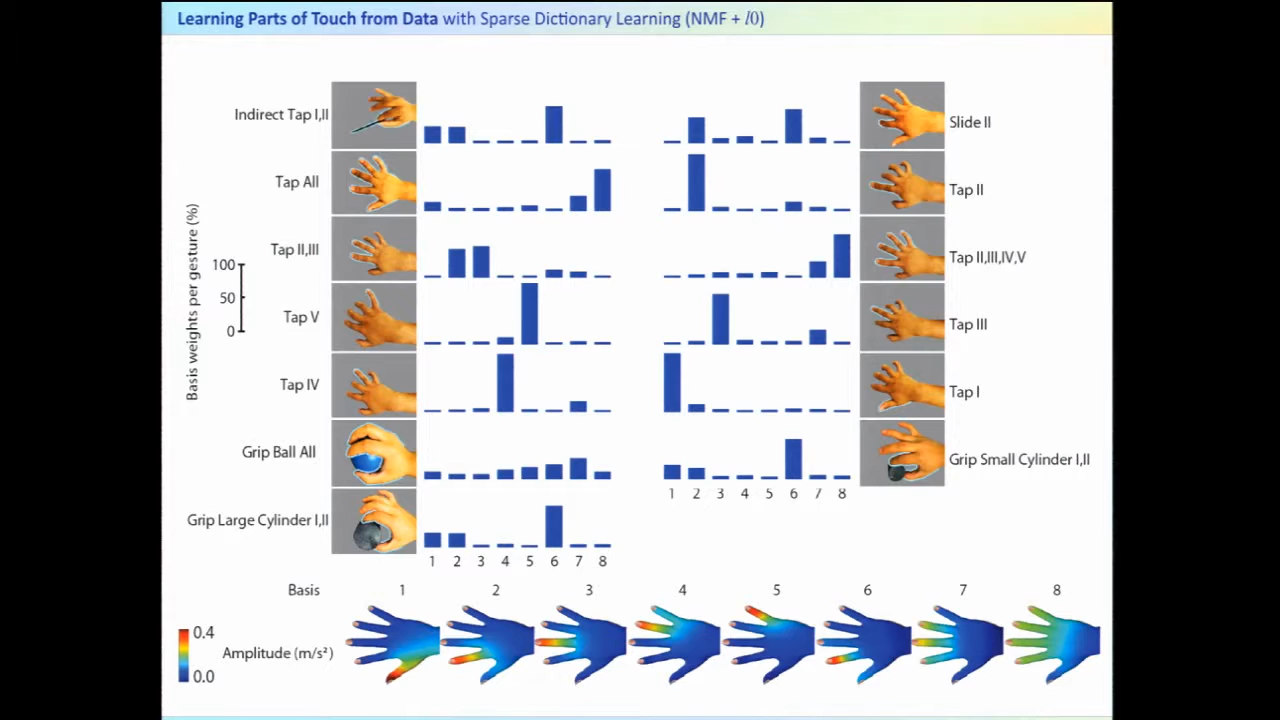 Learning Parts of Touch from Data with Sparse Dictionary Learning (NMF + l0)
Indirect Tap I,II
Slide II
Tap All
Tap II
Tap II,III
Tap II,III,IV,V
Basis weights per gesture (%)
100
50
0
Tap V
Tap III
Tap IV
Tap I
Grip Ball All
Grip Small Cylinder I,II
1 2 3 4 5 6 7 8
Grip Large Cylinder I,II
1 2 3 4 5 6 7 8
Basis 1 2 3 4 5 6 7 8
0.4
Amplitude (m/s²)
0.0